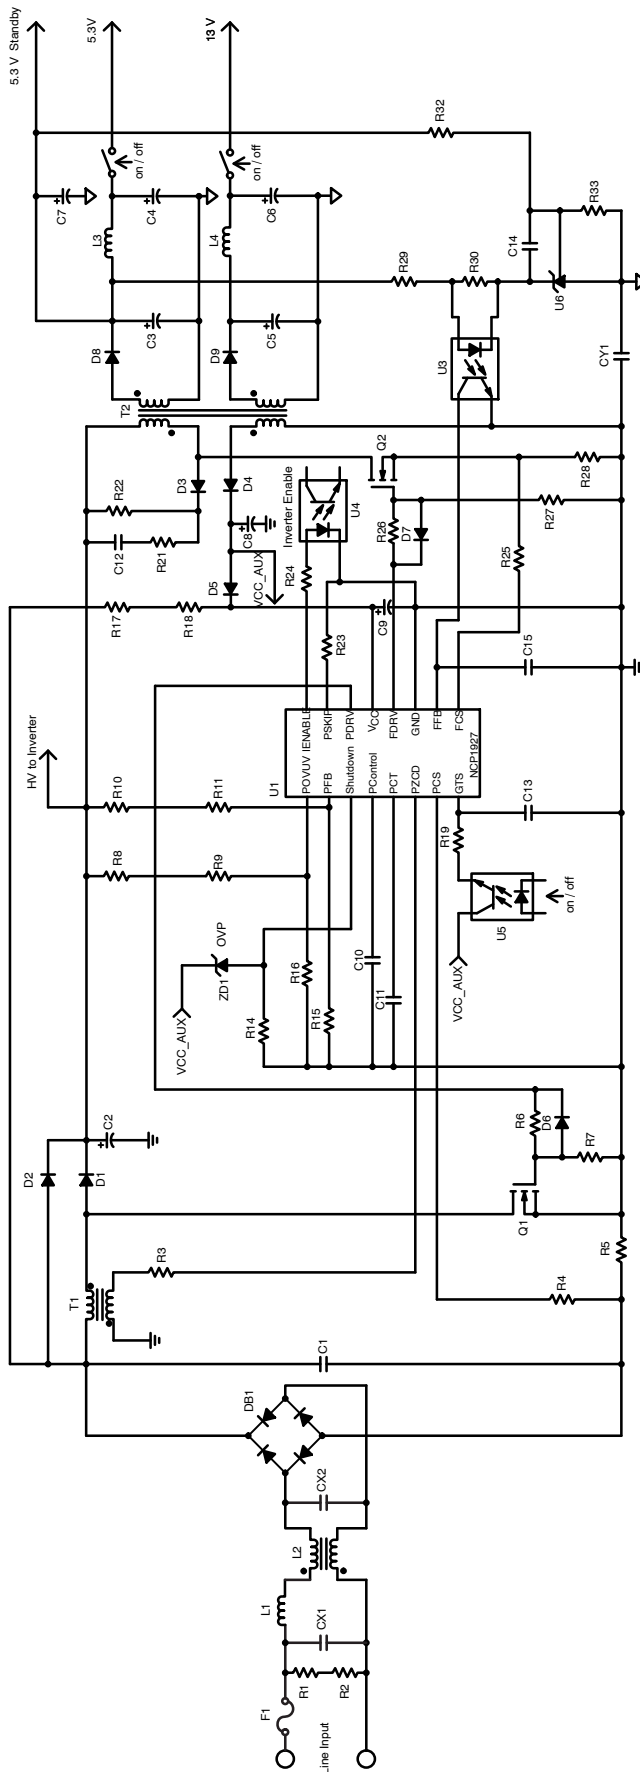 5.3 V Standby
5.3V
13 V
on / off
on / off
R32
C7
L3
C4
L4
C6
R33
C14
U6
R29
R30
D8
C3
D9
C5
U3
CY1
T2
Q2
R22
D3
D4
Inverter Enable
U4
R28
C12
R21
C8
VCC_AUX
D5
R24
R26
D7
R27
R25
R17
R18
R23
C9
C15
HV to Inverter
U1
POVUV
IENABLE
PFB
PSKIP
Shutdown
PDRV
PControl
VCC
PCT
FDRV
PZCD
GND
PCS
FFB
GTS
FCS
NCP1927
R10
R11
R8
R9
R19
C13
U5
on / off
VCC_AUX
OVP
ZD1
VCC_AUX
R14
R16
R15
C10
C11
D2
D1
C2
R6
D6
R7
Q1
R5
T1
R3
R4
C1
DB1
CX2
L2
L1
CX1
R1
R2
F1
Line Input